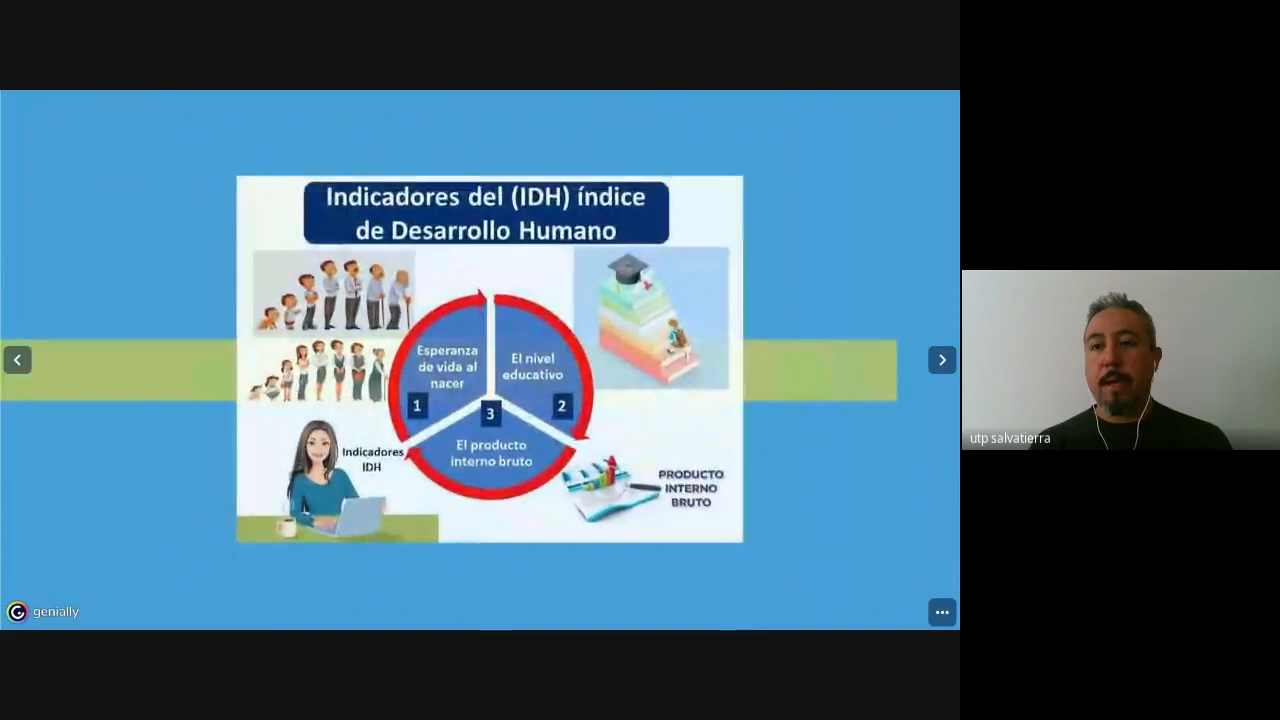 Indicadores del (IDH) índice
de Desarrollo Humano
Esperanza
de vida al
nacer
1
El nivel
educativo
2
3
El producto
interno bruto
Indicadores
IDH
PRODUCTO
INTERNO
BRUTO
genially
utp salvatierra